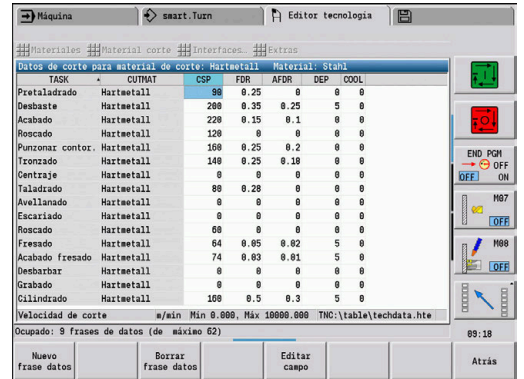 Máquina smart.Turn Editor tecnología
Materiales Material corte Interfaces… Extras
Datos de corte para material de corte: Hartmetall Material: Stahl
TASK CUTMAT CSP FDR AFDR DEP COOL
Pretaladrado Hartmetall 90 0.25 0 0 0
Desbaste Hartmetall 200 0.35 0.25 5 0
Acabado Hartmetall 220 0.15 0.1 0 0
Roscado Hartmetall 120 0 0 0 0
Punzonar contor. Hartmetall 160 0.25 0.2 0 0
Tronzado Hartmetall 140 0.25 0.18 0 0
Centraje Hartmetall 0 0 0 0 0
Taladrado Hartmetall 80 0.28 0 0 0
Avellanado Hartmetall 0 0 0 0 0
Escariado Hartmetall 0 0 0 0 0
Roscado Hartmetall 60 0 0 0 0
Fresado Hartmetall 64 0.05 0.02 5 0
Acabado fresado Hartmetall 74 0.03 0.01 5 0
Desbarbar Hartmetall 0 0 0 0 0
Grabado Hartmetall 0 0 0 0 0
Cilindrado Hartmetall 160 0.5 0.3 5 0
Velocidad de corte m/min Min 0.000, Máx 10000.000 TNC:\table\techdata.hte
Ocupado: 9 frases de datos (de máximo 62)
END PGM
OFF
OFF ON
M07
OFF
M08
OFF
09:18
Nuevo frase datos
Borrar frase datos
Editar campo
Atrás